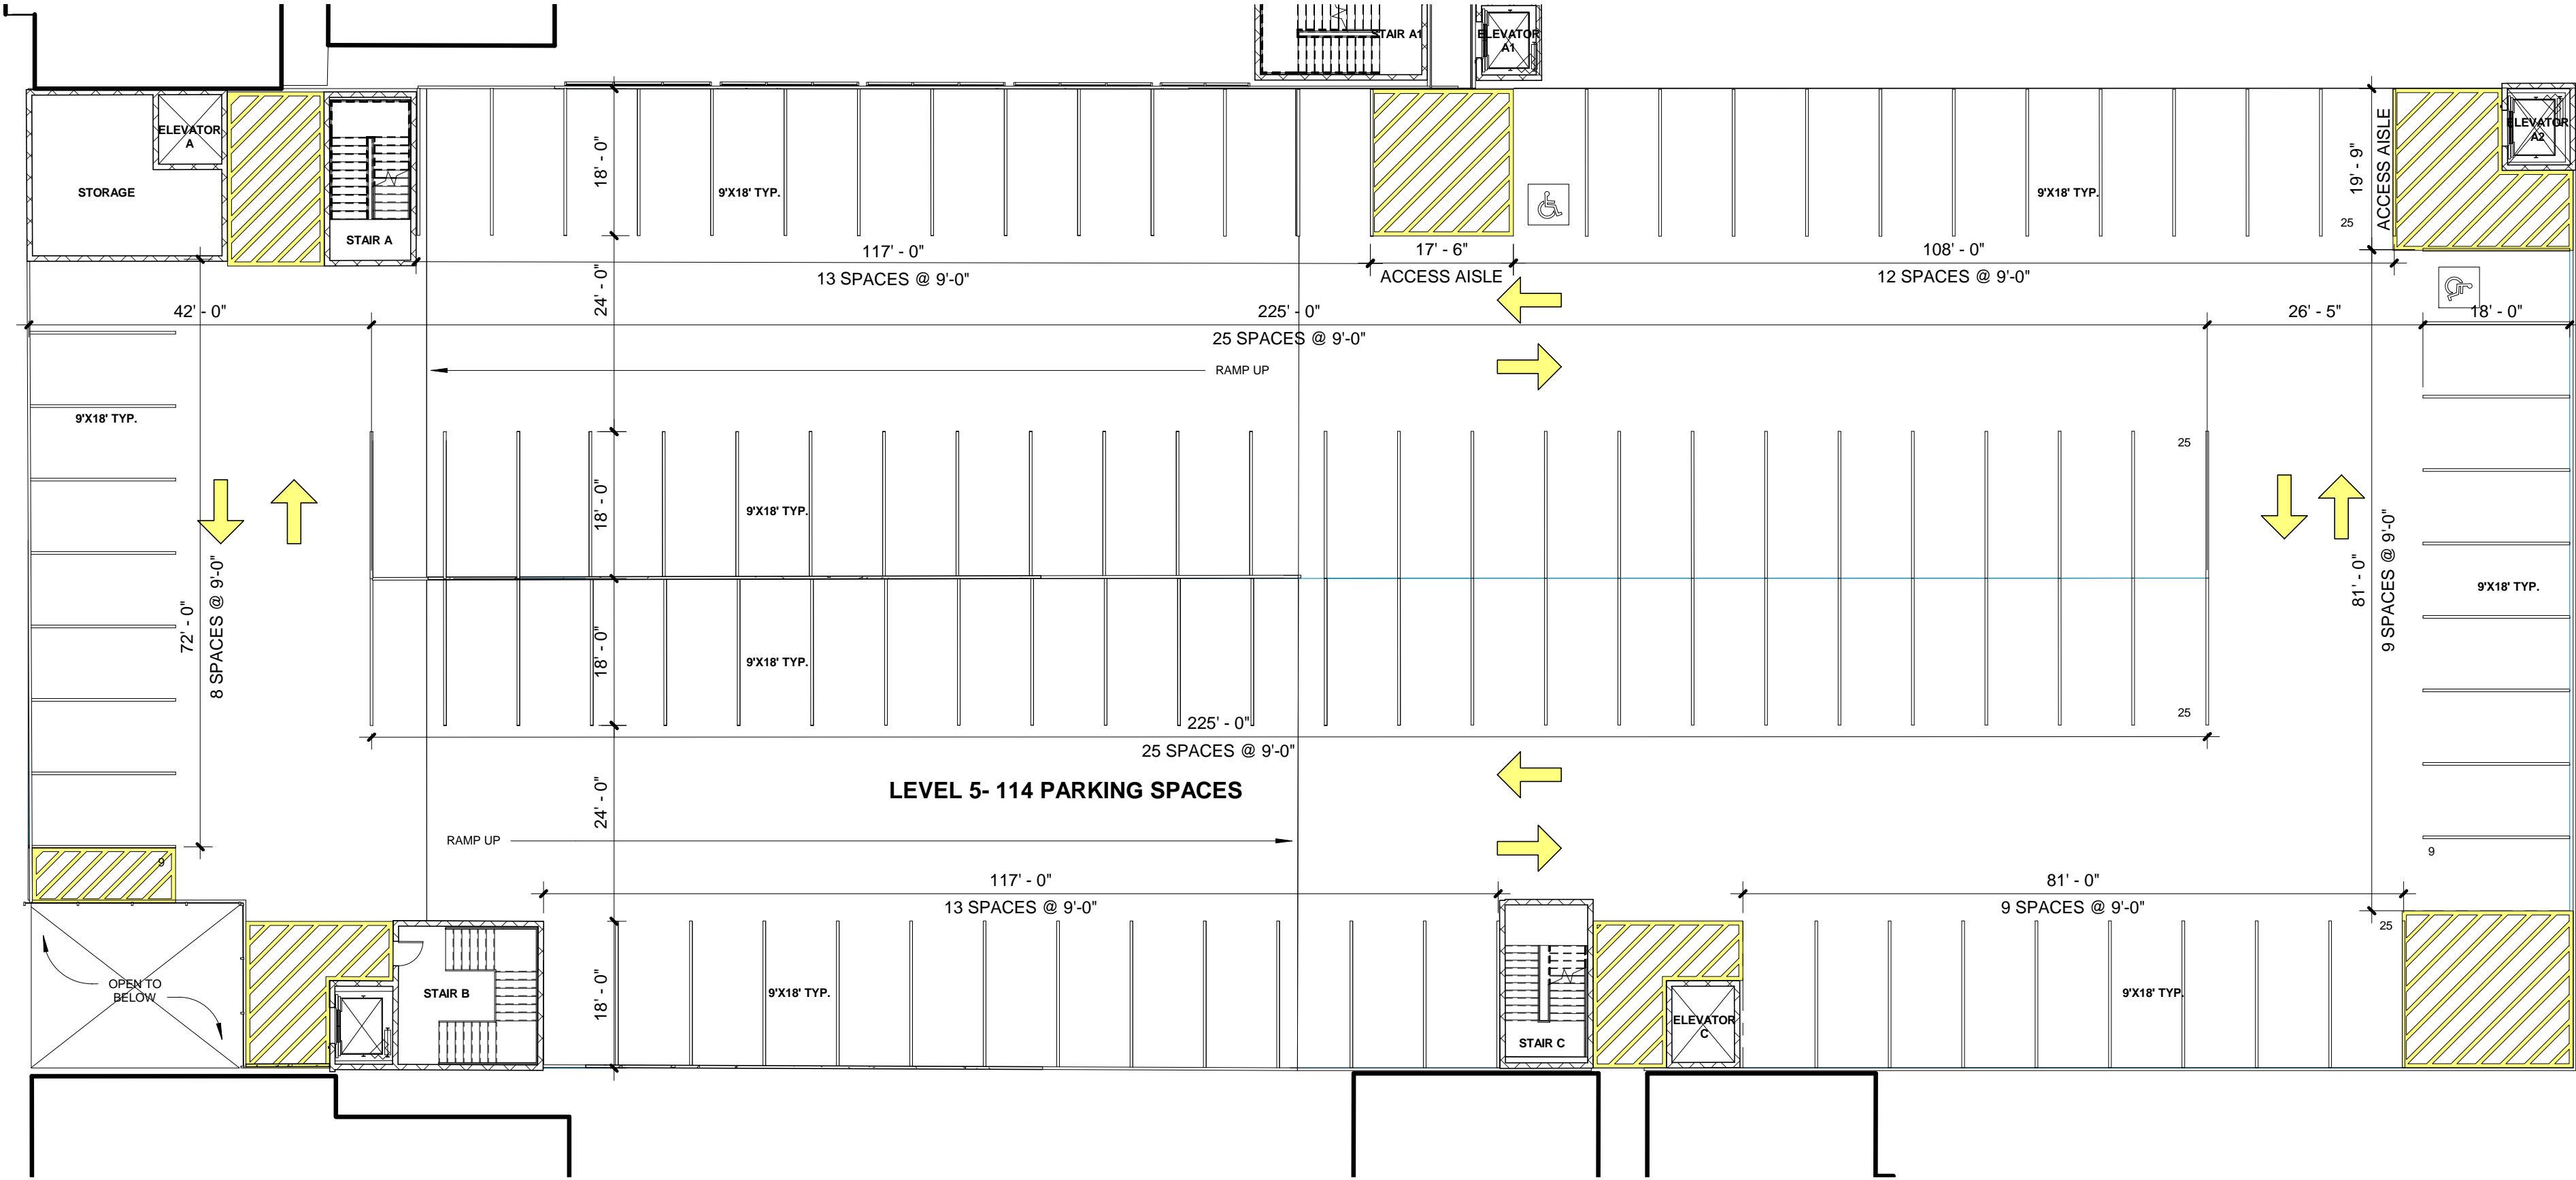 STAIR A1
ELEVATOR
A1
ELEVATOR
A
STORAGE
STAIR A
18' - 0"
9'X18' TYP.
9'X18' TYP.
25
19' - 9"
ACCESS AISLE
ELEVATOR
A2
117' - 0"
13 SPACES @ 9'-0"
17' - 6"
ACCESS AISLE
108' - 0"
12 SPACES @ 9'-0"
24' - 0"
42' - 0"
225' - 0"
25 SPACES @ 9'-0"
26' - 5"
18' - 0"
RAMP UP
9'X18' TYP.
25
18' - 0"
9'X18' TYP.
72' - 0"
8 SPACES @ 9'-0"
81' - 0"
9 SPACES @ 9'-0"
9'X18' TYP.
18' - 0"
9'X18' TYP.
25
225' - 0"
25 SPACES @ 9'-0"
LEVEL 5- 114 PARKING SPACES
24' - 0"
RAMP UP
9
9
117' - 0"
13 SPACES @ 9'-0"
81' - 0"
9 SPACES @ 9'-0"
25
OPEN TO
BELOW
STAIR B
18' - 0"
9'X18' TYP.
STAIR C
ELEVATOR
C
9'X18' TYP.